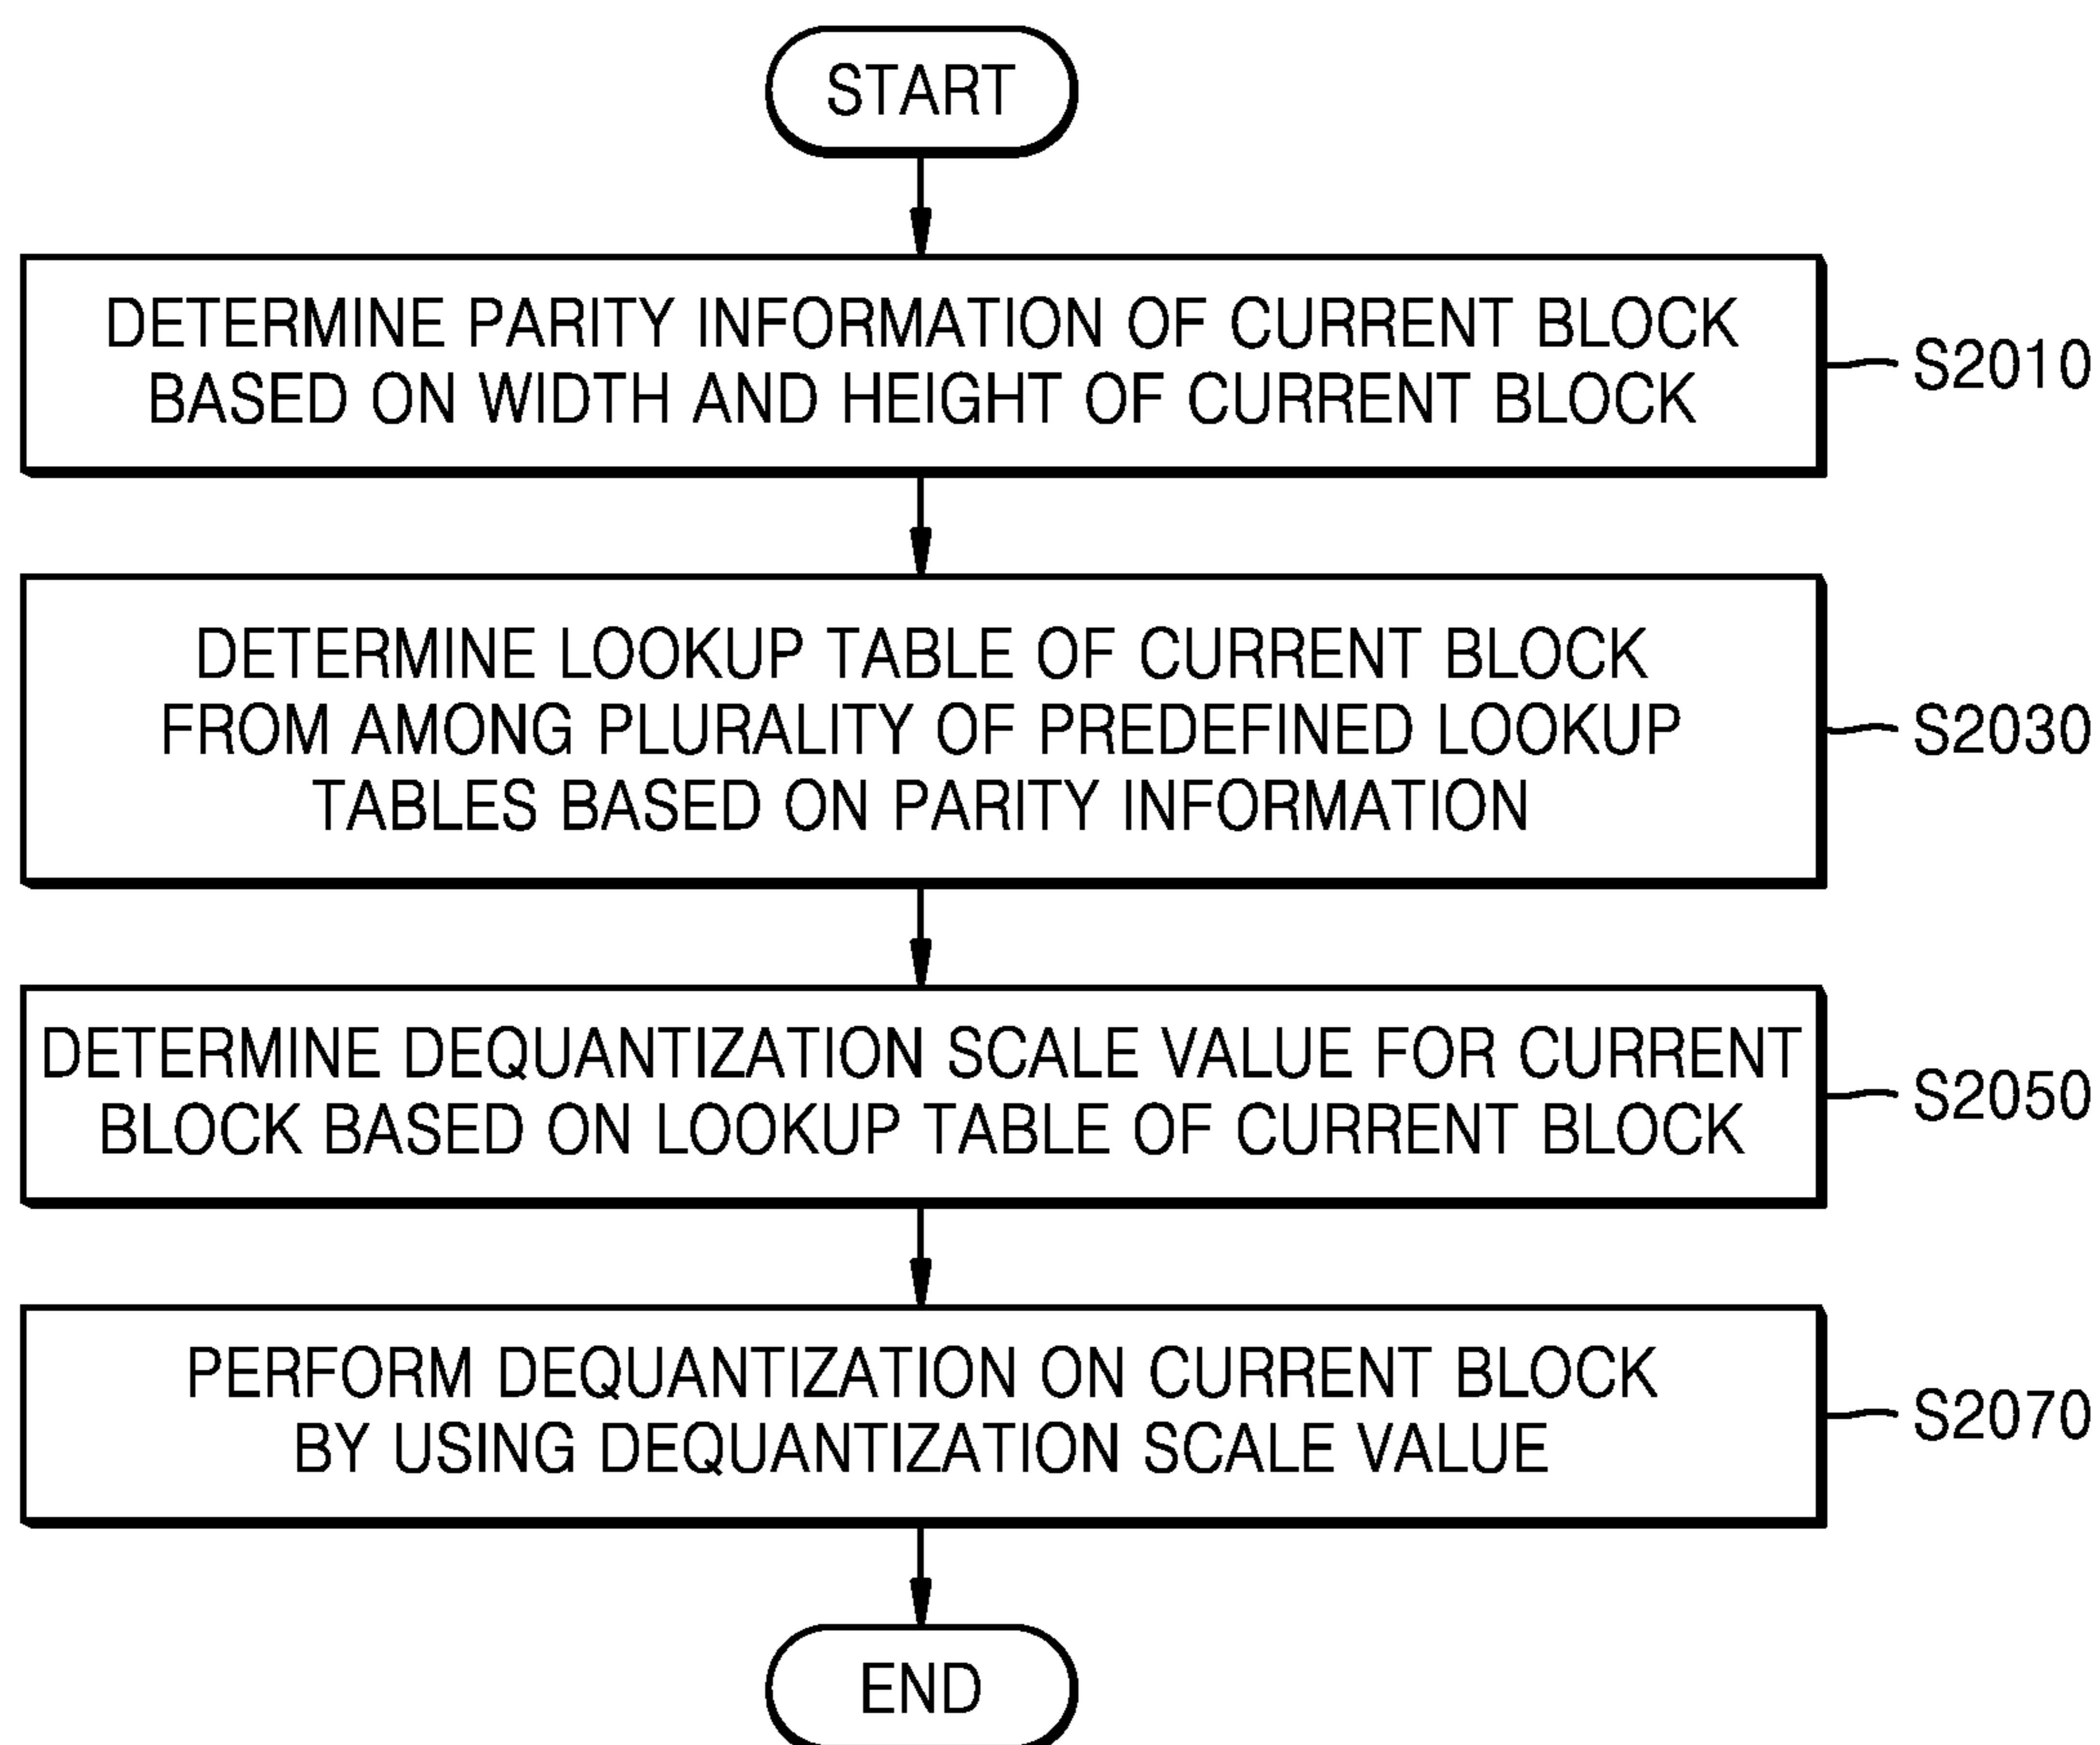 START
DETERMINE PARITY INFORMATION OF CURRENT BLOCK
BASED ON WIDTH AND HEIGHT OF CURRENT BLOCK
S2010
DETERMINE LOOKUP TABLE OF CURRENT BLOCK
FROM AMONG PLURALITY OF PREDEFINED LOOKUP
TABLES BASED ON PARITY INFORMATION
S2030
DETERMINE DEQUANTIZATION SCALE VALUE FOR CURRENT
BLOCK BASED ON LOOKUP TABLE OF CURRENT BLOCK
S2050
PERFORM DEQUANTIZATION ON CURRENT BLOCK
BY USING DEQUANTIZATION SCALE VALUE
S2070
END